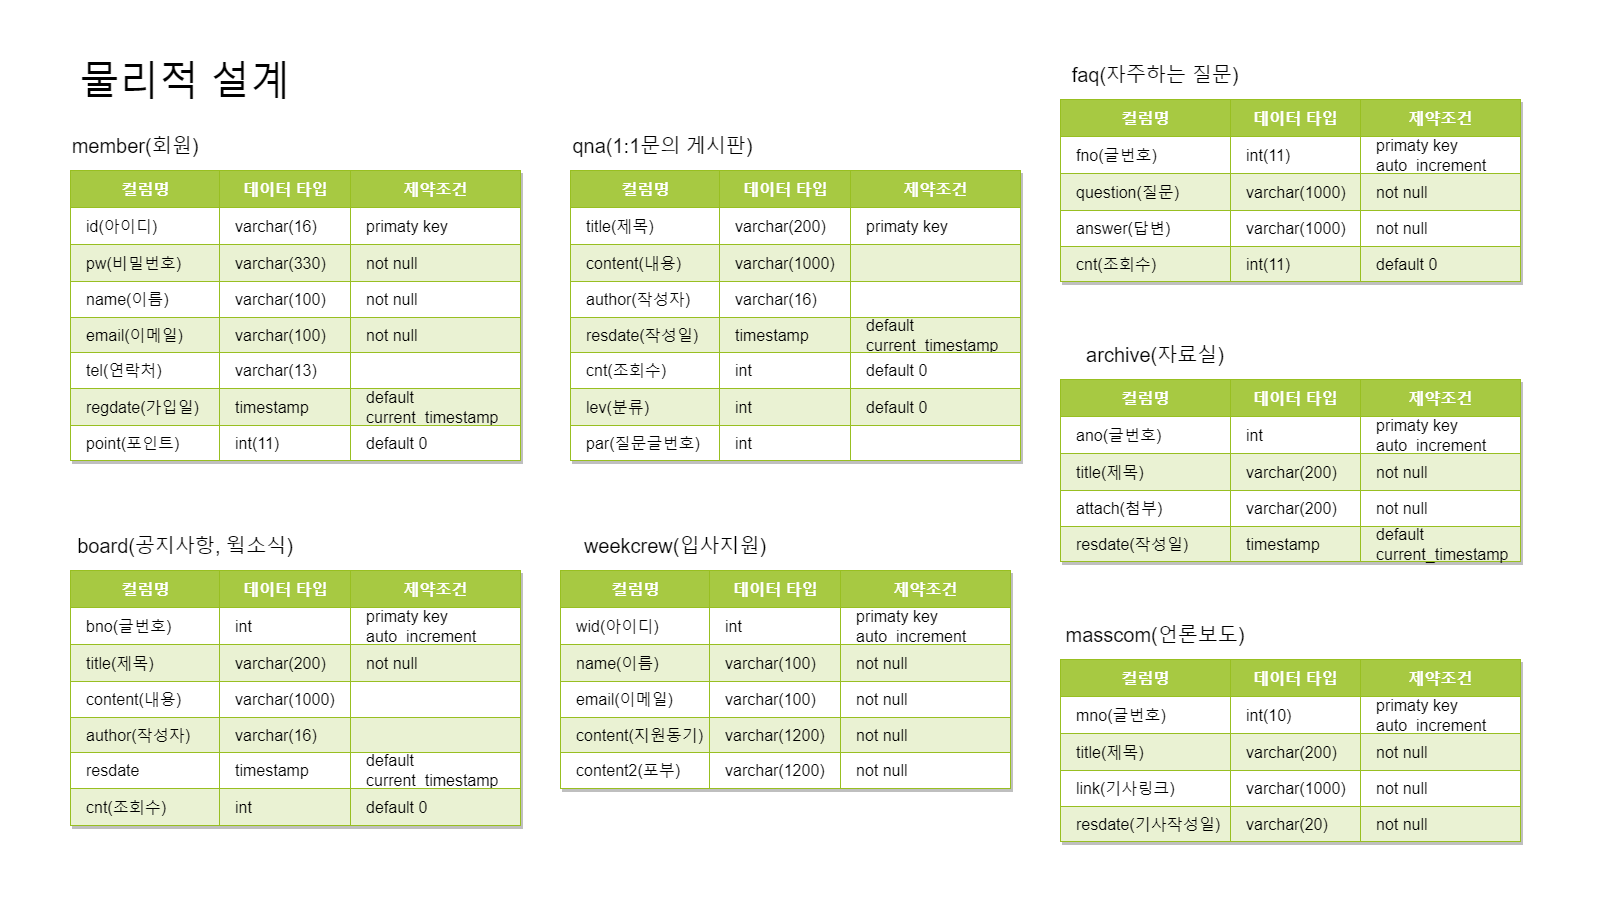 물리적 설계
member(회원)
컬럼명 데이터 타입 제약조건
id(아이디) varchar(16) primaty key
pw(비밀번호) varchar(330) not null
name(이름) varchar(100) not null
email(이메일) varchar(100) not null
tel(연락처) varchar(13)
regdate(가입일) timestamp default
current_timestamp
point(포인트) int(11) default 0
qna(1:1문의 게시판)
컬럼명 데이터 타입 제약조건
title(제목) varchar(200) primaty key
content(내용) varchar(1000)
author(작성자) varchar(16)
resdate(작성일) timestamp default
current_timestamp
cnt(조회수) int default 0
lev(분류) int default 0
par(질문글번호) int
faq(자주하는 질문)
컬럼명 데이터 타입 제약조건
fno(글번호) int(11) primaty key
auto_increment
question(질문) varchar(1000) not null
answer(답변) varchar(1000) not null
cnt(조회수) int(11) default 0
archive(자료실)
컬럼명 데이터 타입 제약조건
ano(글번호) int primaty key
auto_increment
title(제목) varchar(200) not null
attach(첨부) varchar(200) not null
resdate(작성일) timestamp default
current_timestamp
board(공지사항, 웍소식)
컬럼명 데이터 타입 제약조건
bno(글번호) int primaty key
auto_increment
title(제목) varchar(200) not null
content(내용) varchar(1000)
author(작성자) varchar(16)
resdate timestamp default
current_timestamp
cnt(조회수) int default 0
weekcrew(입사지원)
컬럼명 데이터 타입 제약조건
wid(아이디) int primaty key
auto_increment
name(이름) varchar(100) not null
email(이메일) varchar(100) not null
content(지원동기) varchar(1200) not null
content2(포부) varchar(1200) not null
masscom(언론보도)
컬럼명 데이터 타입 제약조건
mno(글번호) int(10) primaty key
auto_increment
title(제목) varchar(200) not null
link(기사링크) varchar(1000) not null
resdate(기사작성일) varchar(20) not null